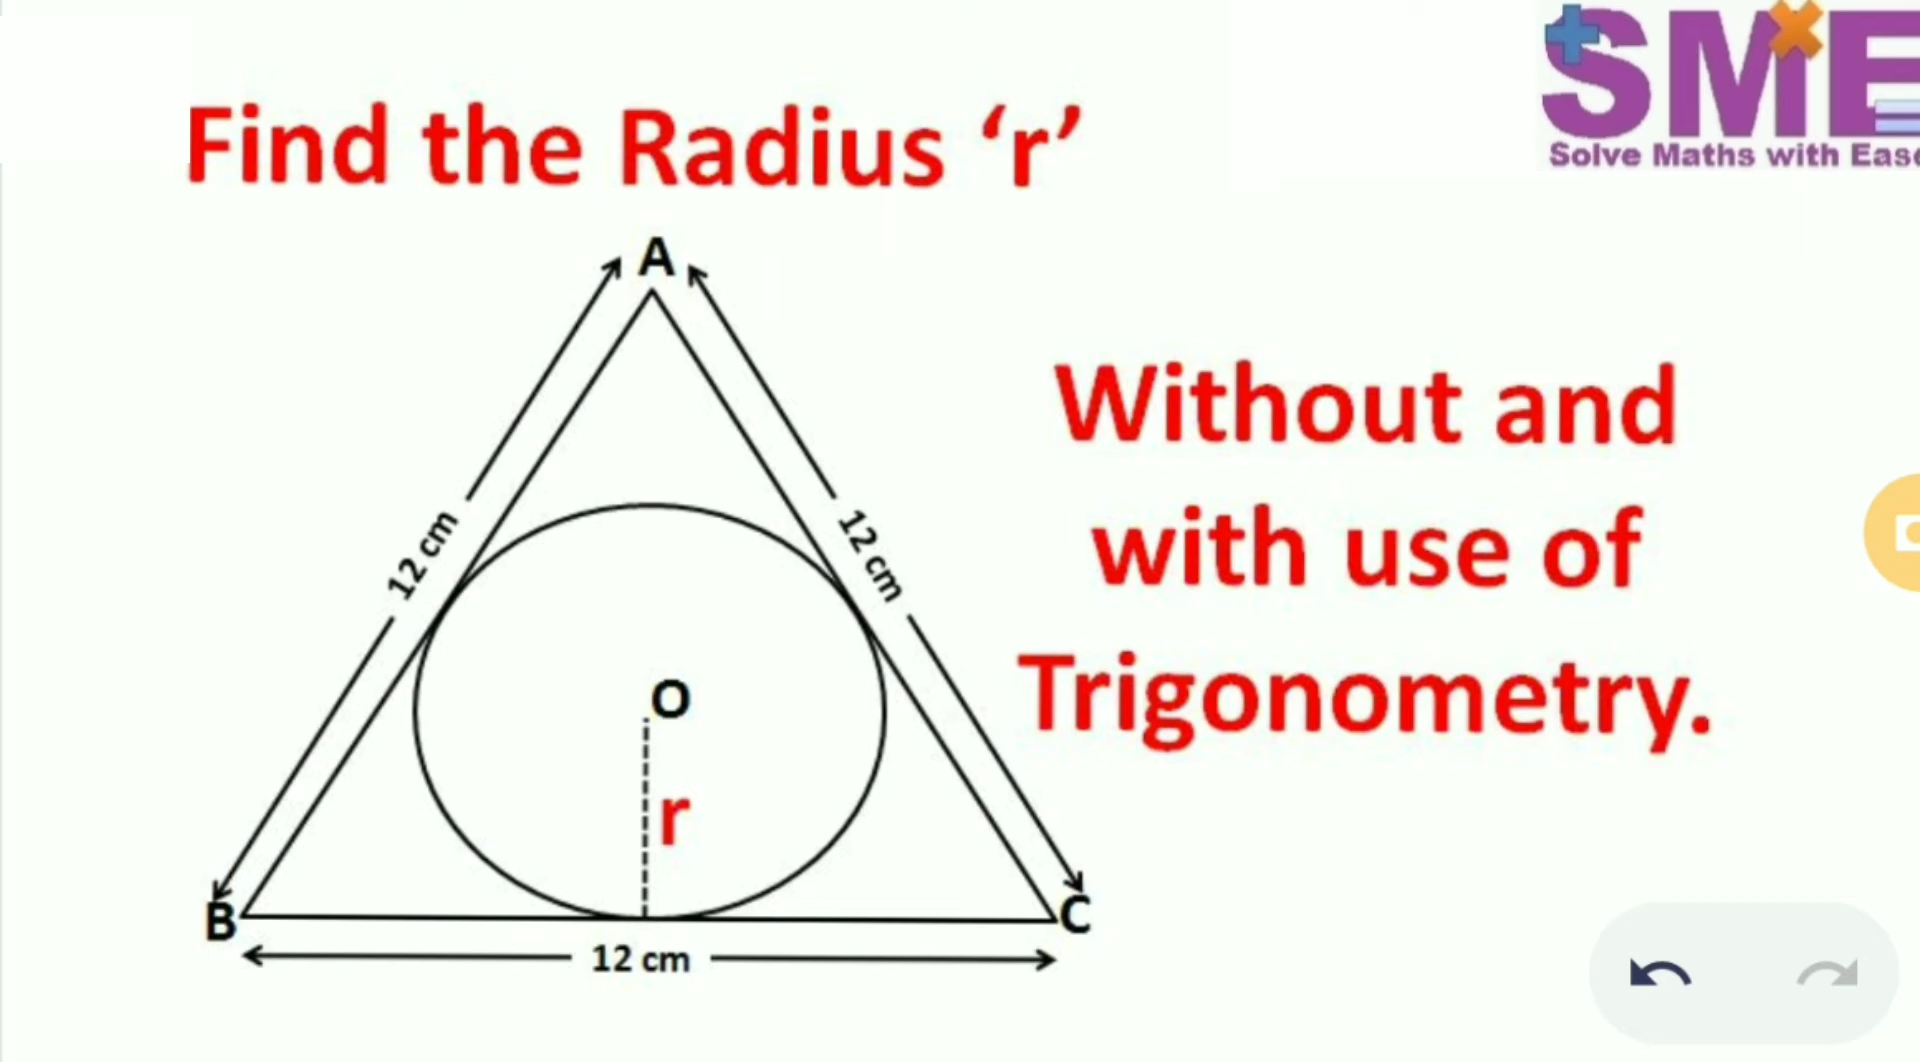 SME
Solve Maths with Ease
Find the Radius ‘r’
A
12 cm
12 cm
Without and
with use of
Trigonometry.
O
r
B
C
12 cm